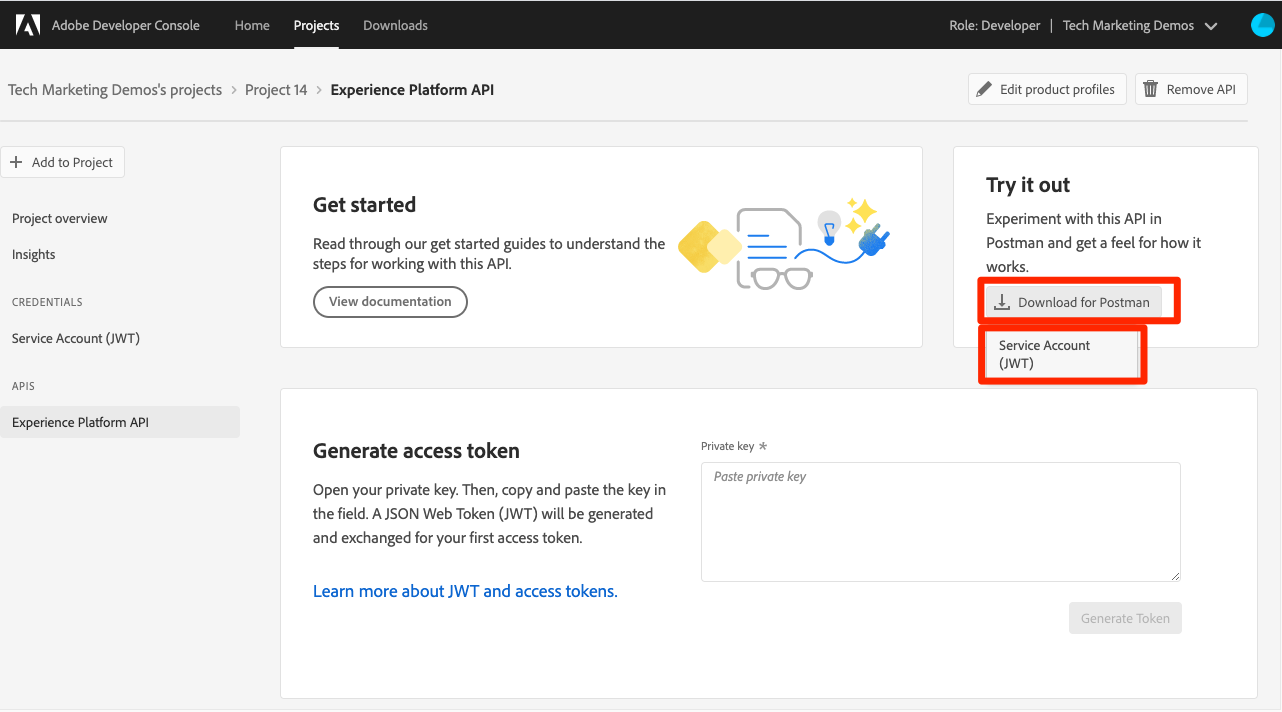 Adobe Developer Console
Home
Projects
Downloads
Role: Developer | Tech Marketing Demos
Tech Marketing Demos's projects > Project 14 > Experience Platform API
Edit product profiles
Remove API
+ Add to Project
Project overview
Insights
CREDENTIALS
Service Account (JWT)
APIS
Experience Platform API
Get started
Read through our get started guides to understand the
steps for working with this API.
View documentation
Try it out
Experiment with this API in
Postman and get a feel for how it
works.
Download for Postman
Service Account
(JWT)
Generate access token
Open your private key. Then, copy and paste the key in
the field. A JSON Web Token (JWT) will be generated
and exchanged for your first access token.
Learn more about JWT and access tokens.
Private key *
Paste private key
Generate Token